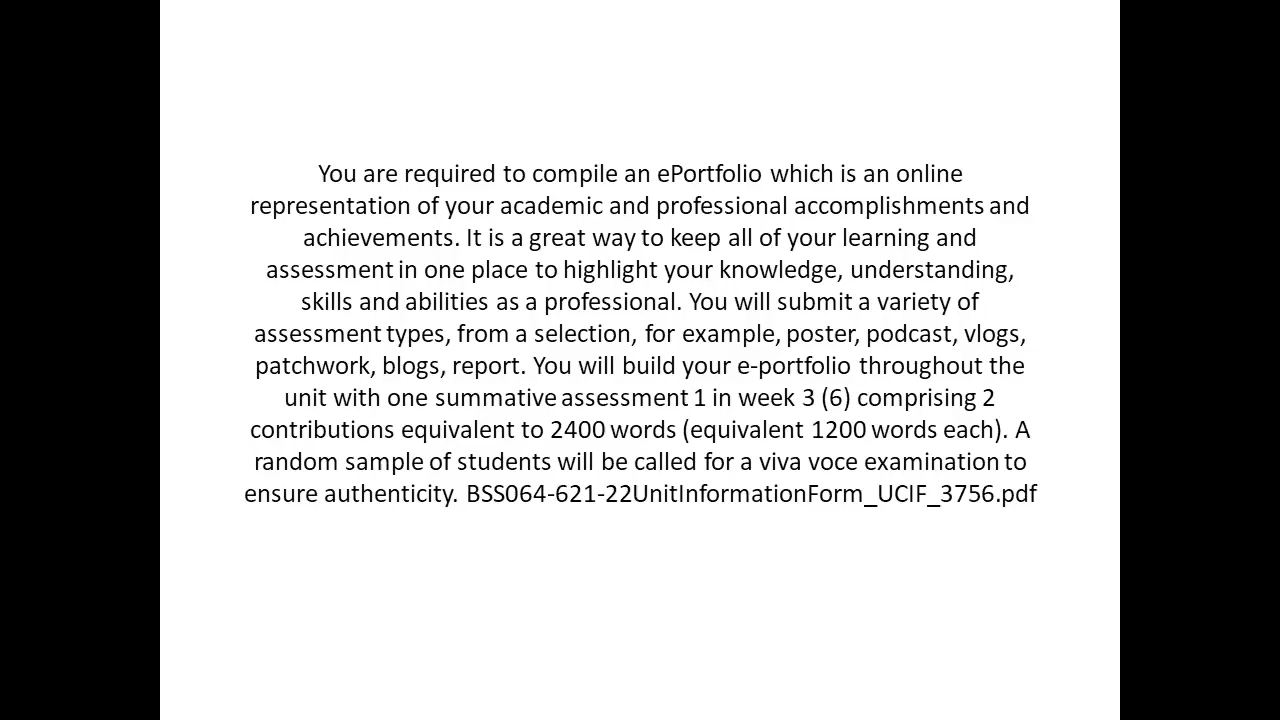 You are required to compile an ePortfolio which is an online
representation of your academic and professional accomplishments and
achievements. It is a great way to keep all of your learning and
assessment in one place to highlight your knowledge, understanding,
skills and abilities as a professional. You will submit a variety of
assessment types, from a selection, for example, poster, podcast, vlogs,
patchwork, blogs, report. You will build your e-portfolio throughout the
unit with one summative assessment 1 in week 3 (6) comprising 2
contributions equivalent to 2400 words (equivalent 1200 words each). A
random sample of students will be called for a viva voce examination to
ensure authenticity. BSS064-621-22UnitInformationForm_UCIF_3756.pdf